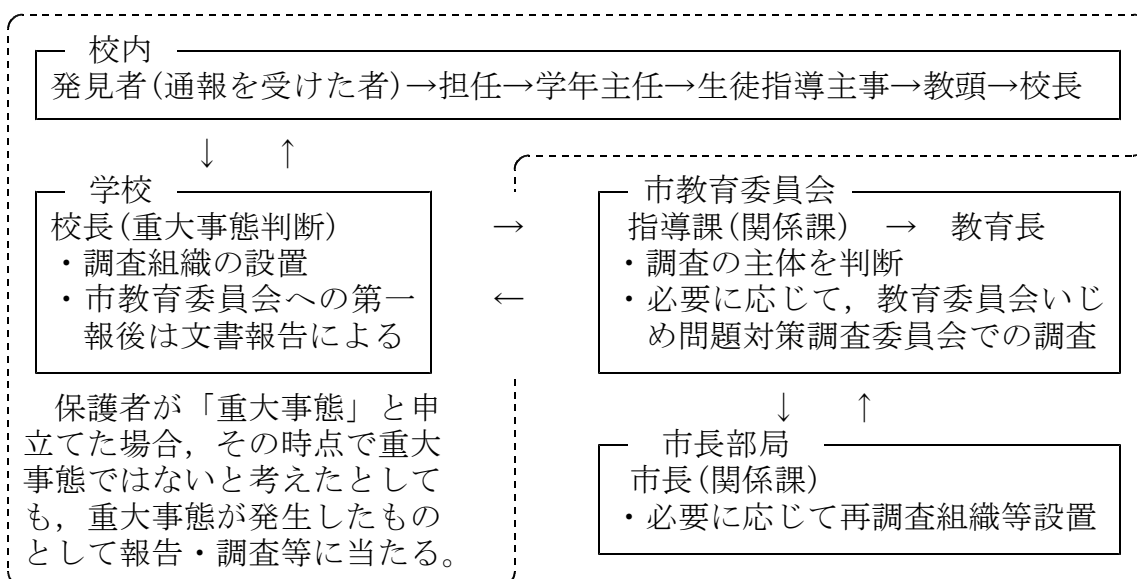 校内
発見者(通報を受けた者)→担任→学年主任→生徒指導主事→教頭→校長
↓ ↑
学校
校長(重大事態判断)
・調査組織の設置
・市教育委員会への第一
報後は文書報告による
→
←
市教育委員会
指導課(関係課) → 教育長
・調査の主体を判断
・必要に応じて，教育委員会いじ
め問題対策調査委員会での調査
保護者が「重大事態」と申
立てた場合，その時点で重大
事態ではないと考えたとして
も，重大事態が発生したもの
として報告・調査等に当たる。
↓ ↑
市長部局
市長(関係課)
・必要に応じて再調査組織等設置